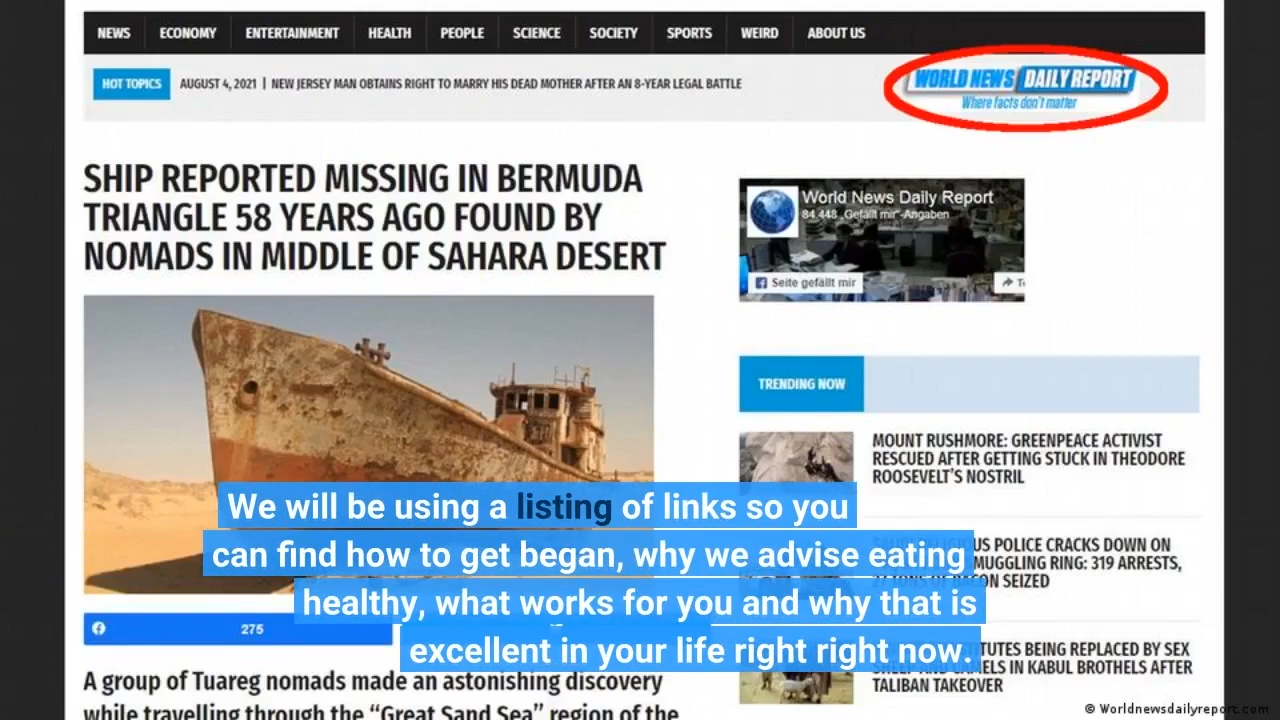 NEWS ECONOMY ENTERTAINMENT HEALTH PEOPLE SCIENCE SOCIETY SPORTS WEIRD ABOUT US
HOT TOPICS AUGUST 4, 2021 | NEW JERSEY MAN OBTAINS RIGHT TO MARRY HIS DEAD MOTHER AFTER AN 8-YEAR LEGAL BATTLE
WORLD NEWS DAILY REPORT
Where facts don't matter
SHIP REPORTED MISSING IN BERMUDA
TRIANGLE 58 YEARS AGO FOUND BY
NOMADS IN MIDDLE OF SAHARA DESERT
World News Daily Report
84.448 „Gefällt mir"-Angaben
Seite gefällt mir
TRENDING NOW
MOUNT RUSHMORE: GREENPEACE ACTIVIST
RESCUED AFTER GETTING STUCK IN THEODORE
ROOSEVELT'S NOSTRIL
POLICE CRACKS DOWN ON
RING: 319 ARRESTS,
SEIZED
BEING REPLACED BY SEX
SHEEP AND CAMELS IN KABUL BROTHELS AFTER
TALIBAN TAKEOVER
We will be using a listing of links so you
can find how to get began, why we advise eating
healthy, what works for you and why that is
excellent in your life right right now.
275
A group of Tuareg nomads made an astonishing discovery
while travelling through the “Great Sand Sea” region of the
© Worldnewsdailyreport.com